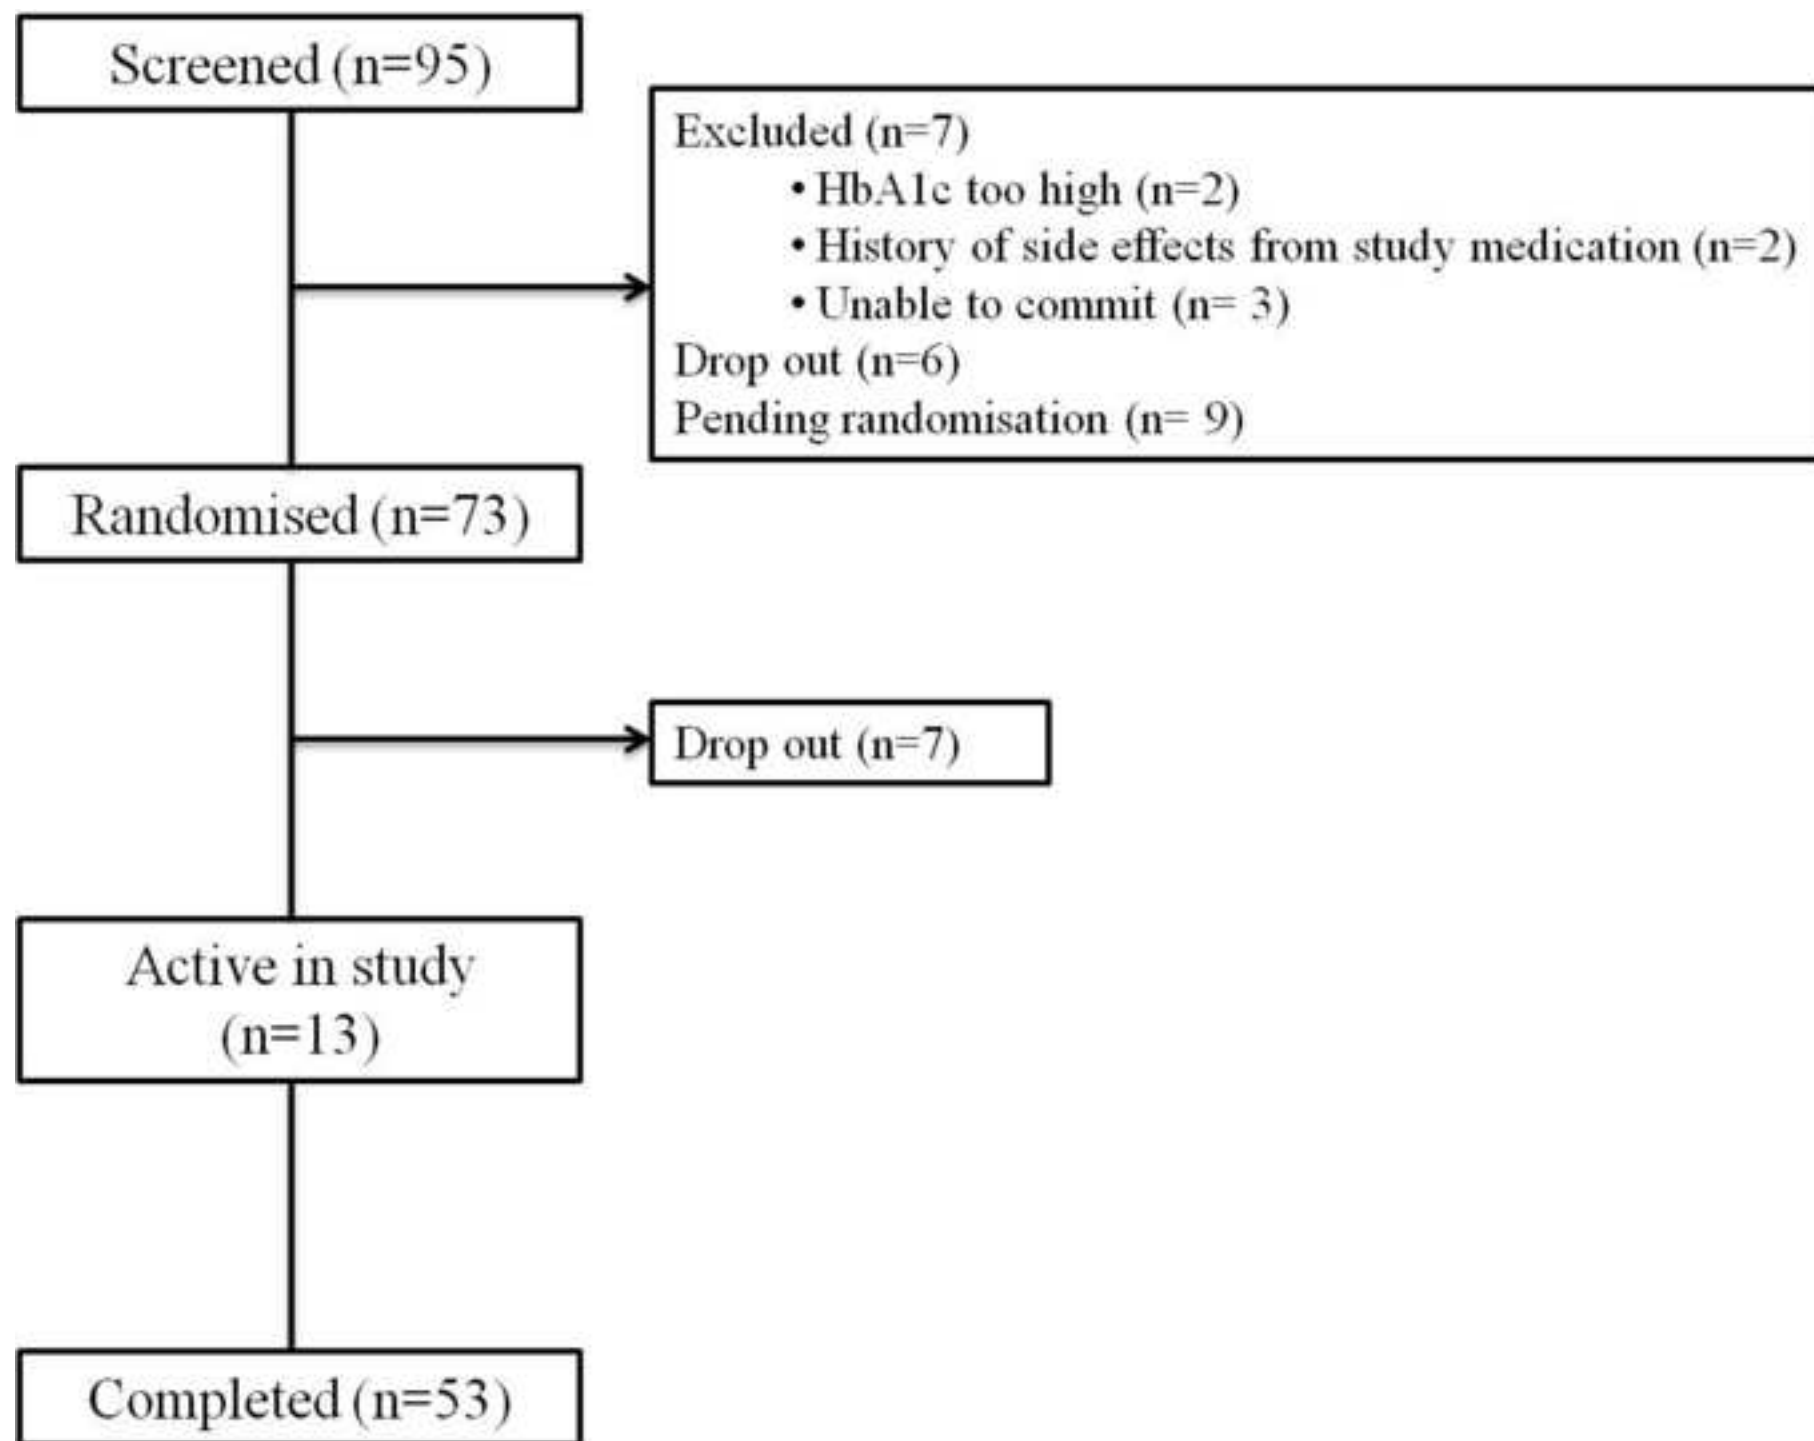 Screened (n=95)
Excluded (n=7)
• HbA1c too high (n=2)
• History of side effects from study medication (n=2)
• Unable to commit (n= 3)
Drop out (n=6)
Pending randomisation (n= 9)
Randomised (n=73)
Drop out (n=7)
Active in study
(n=13)
Completed (n=53)